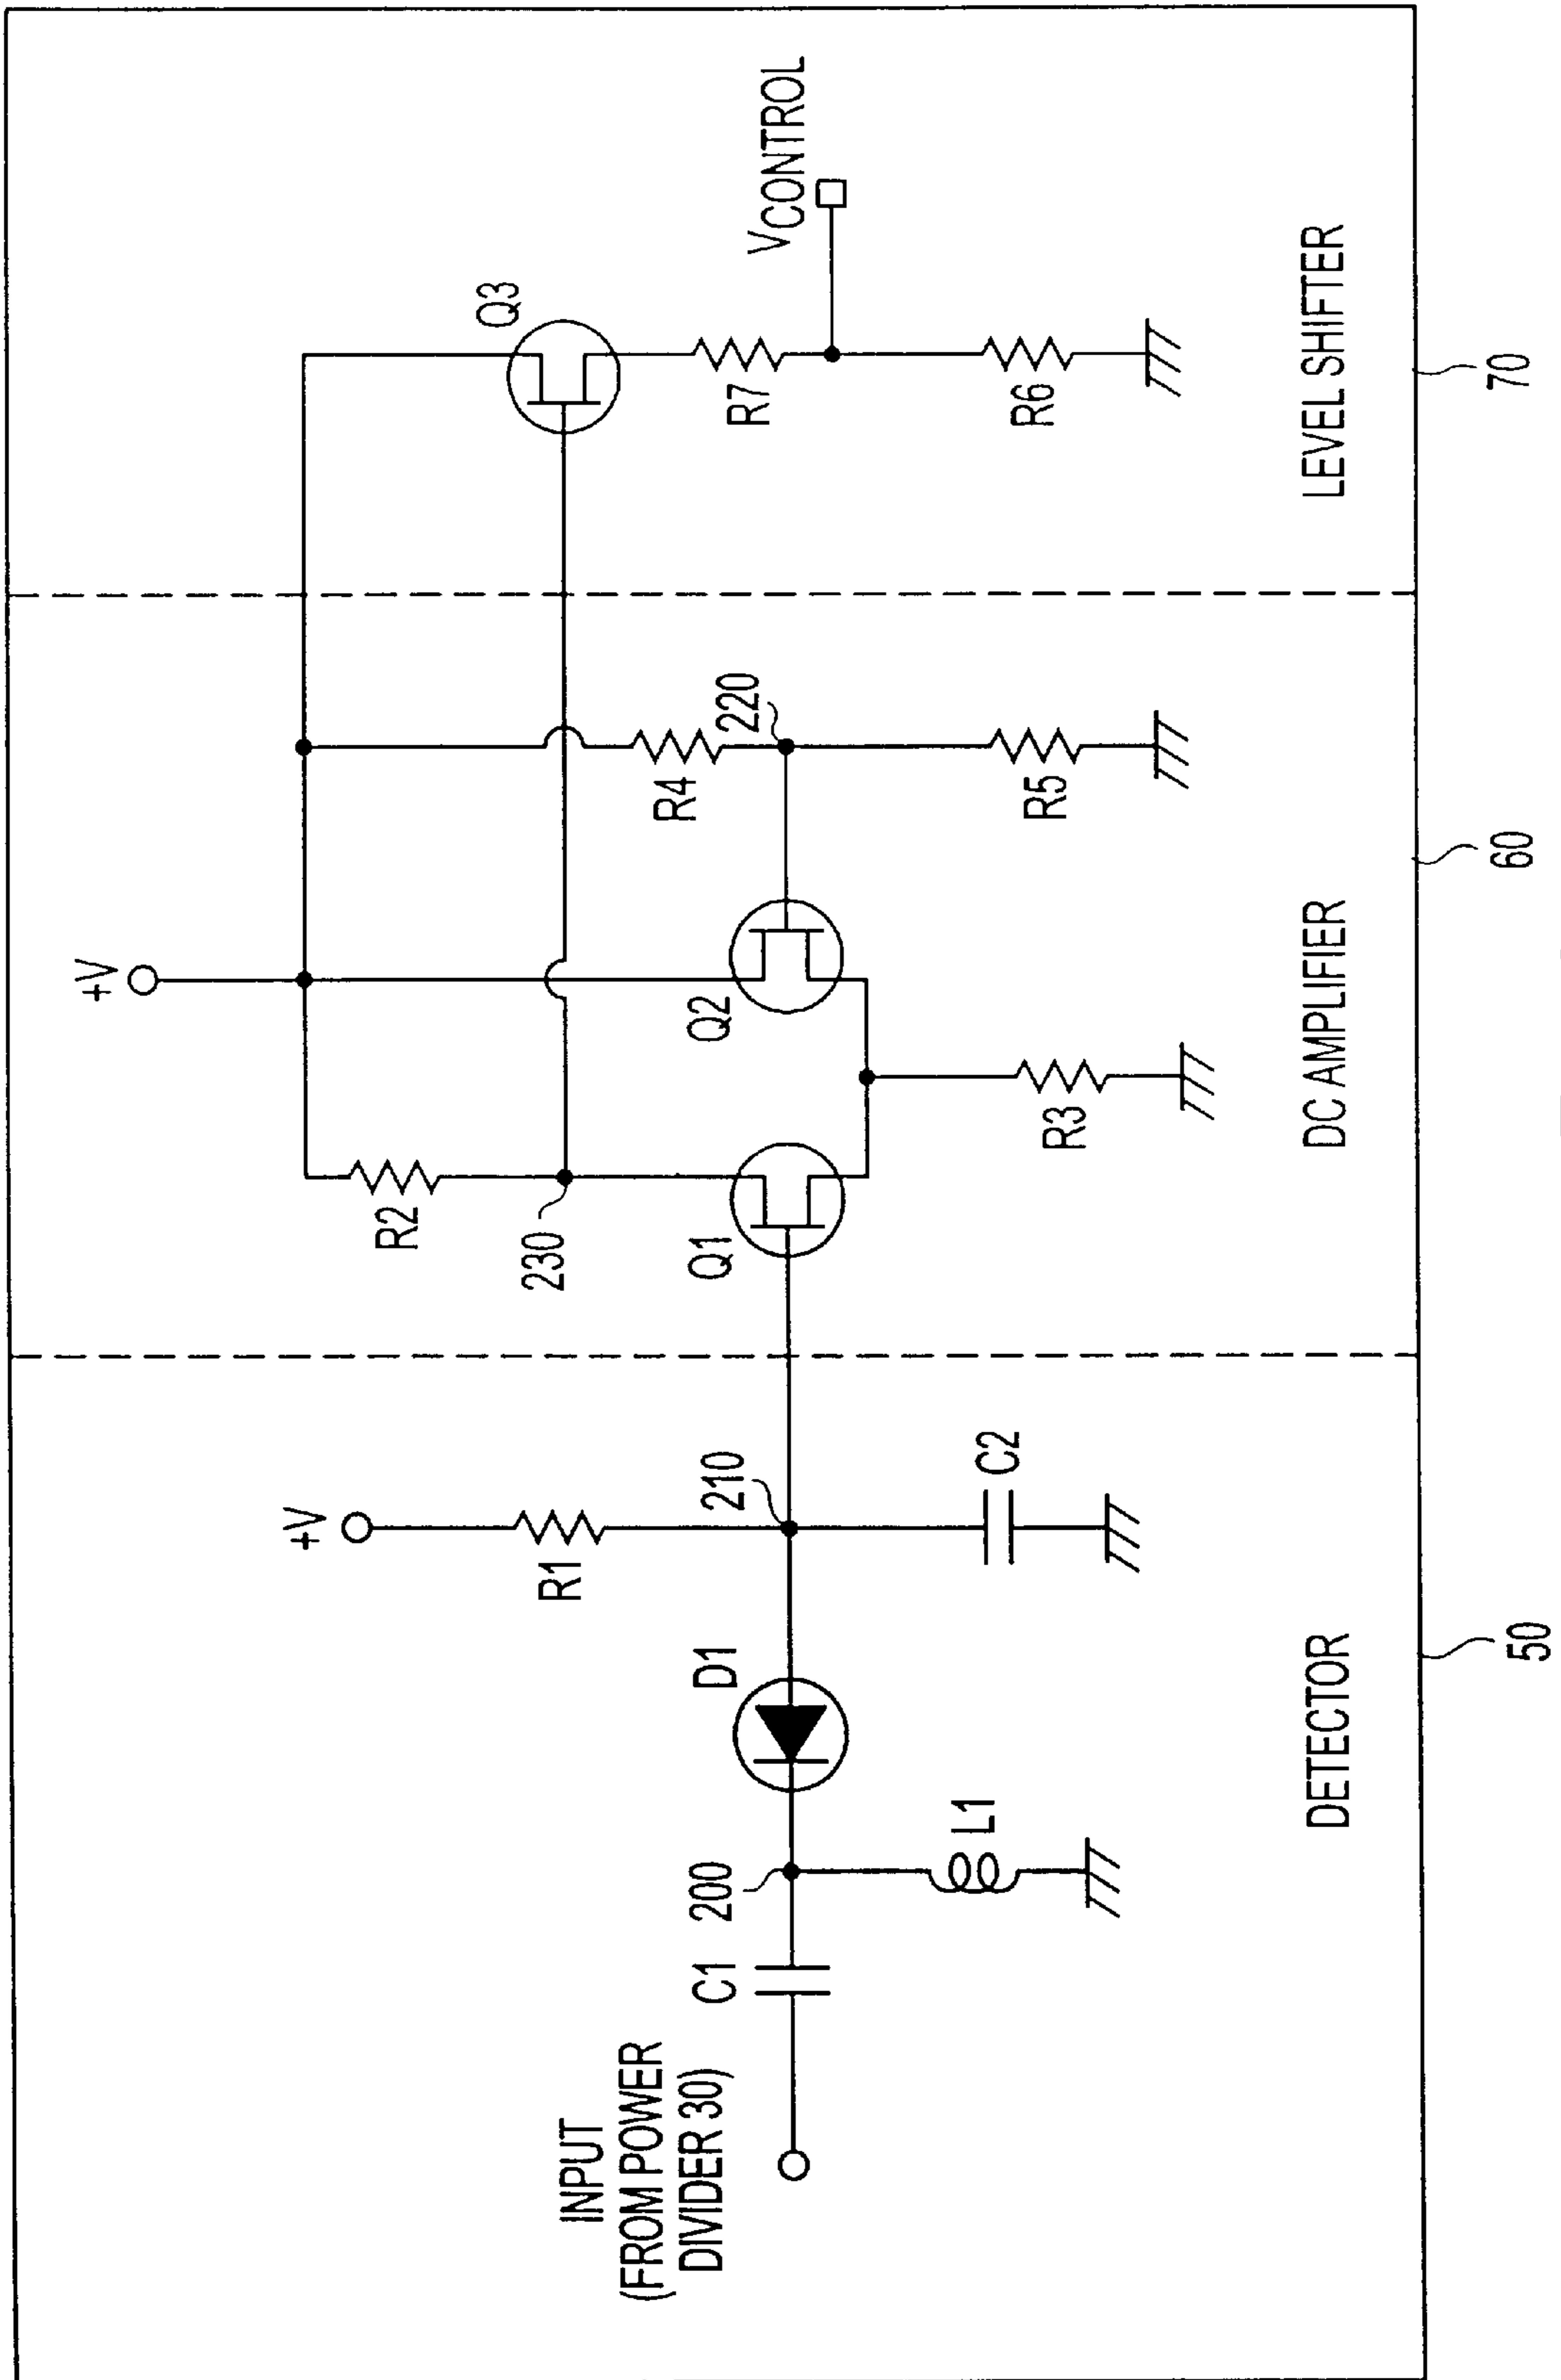 INPUT
(FROM POWER
DIVIDER 30)
C1
200
L1
D1
+V
R1
210
C2
DETECTOR
50
+V
R2
230
Q1
Q2
R3
R4
220
R5
DC AMPLIFIER
60
Q3
R7
VCONTROL
R6
LEVEL SHIFTER
70